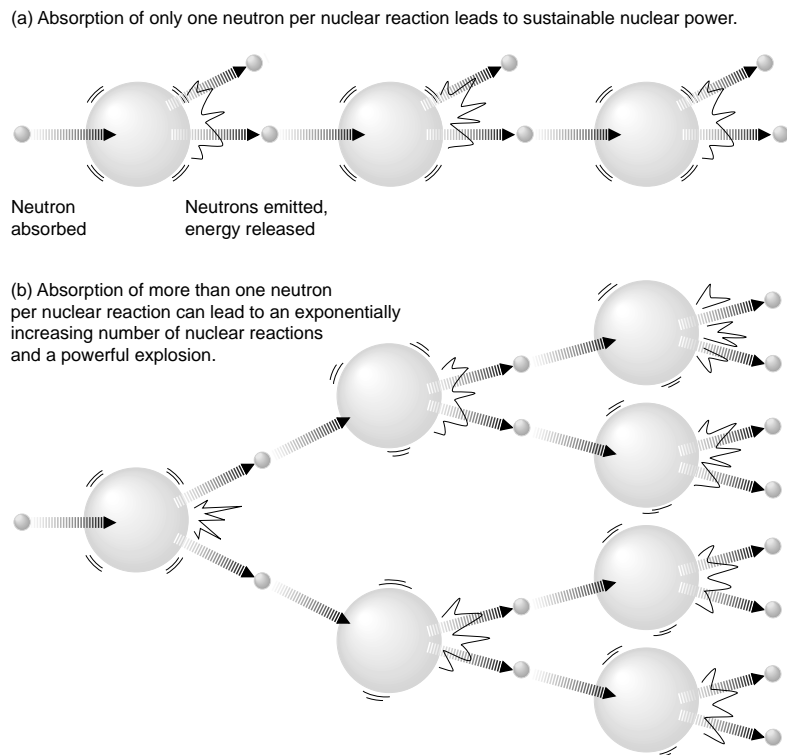 (a) Absorption of only one neutron per nuclear reaction leads to sustainable nuclear power.
Neutron
absorbed
Neutrons emitted,
energy released
(b) Absorption of more than one neutron
per nuclear reaction can lead to an exponentially
increasing number of nuclear reactions
and a powerful explosion.